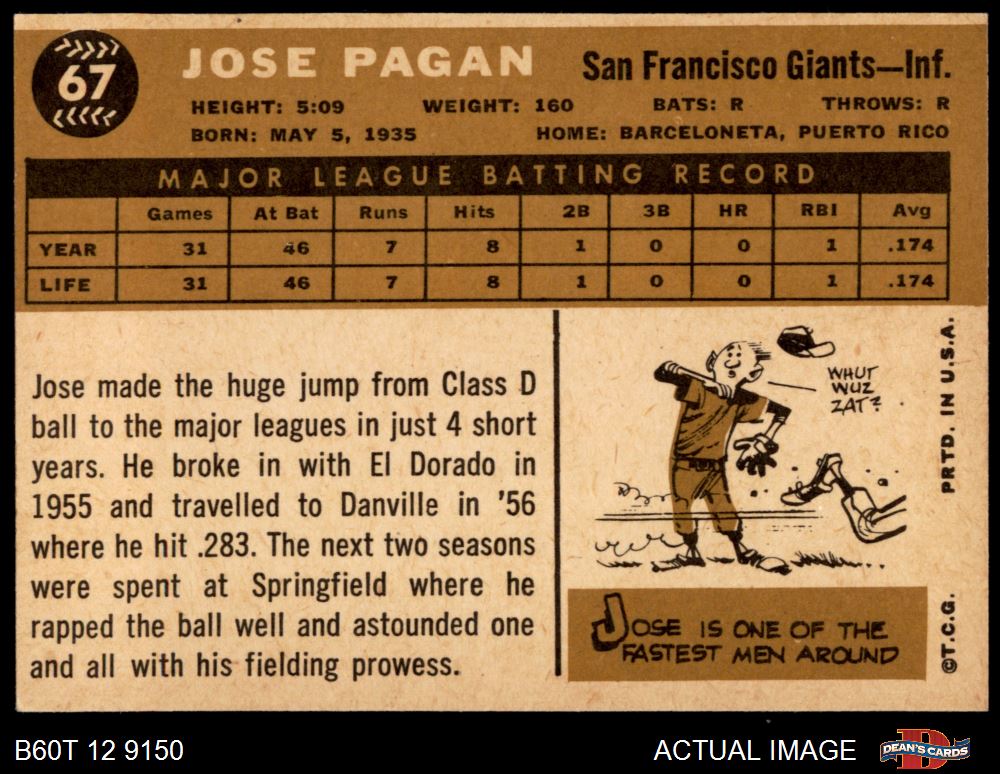 67
JOSE PAGAN
San Francisco Giants—Inf.
HEIGHT: 5:09 WEIGHT: 160 BATS: R THROWS: R
BORN: MAY 5, 1935 HOME: BARCELONETA, PUERTO RICO
MAJOR LEAGUE BATTING RECORD
Games At Bat Runs Hits 2B 3B HR RBI Avg
YEAR 31 46 7 8 1 0 0 1 .174
LIFE 31 46 7 8 1 0 0 1 .174
Jose made the huge jump from Class D
ball to the major leagues in just 4 short
years. He broke in with El Dorado in
1955 and travelled to Danville in '56
where he hit .283. The next two seasons
were spent at Springfield where he
rapped the ball well and astounded one
and all with his fielding prowess.
WHUT
WUZ
ZAT?
JOSE IS ONE OF THE
FASTEST MEN AROUND
PRTD. IN U.S.A.
©T.C.G.
B60T 12 9150
ACTUAL IMAGE
D
DEAN'S CARDS